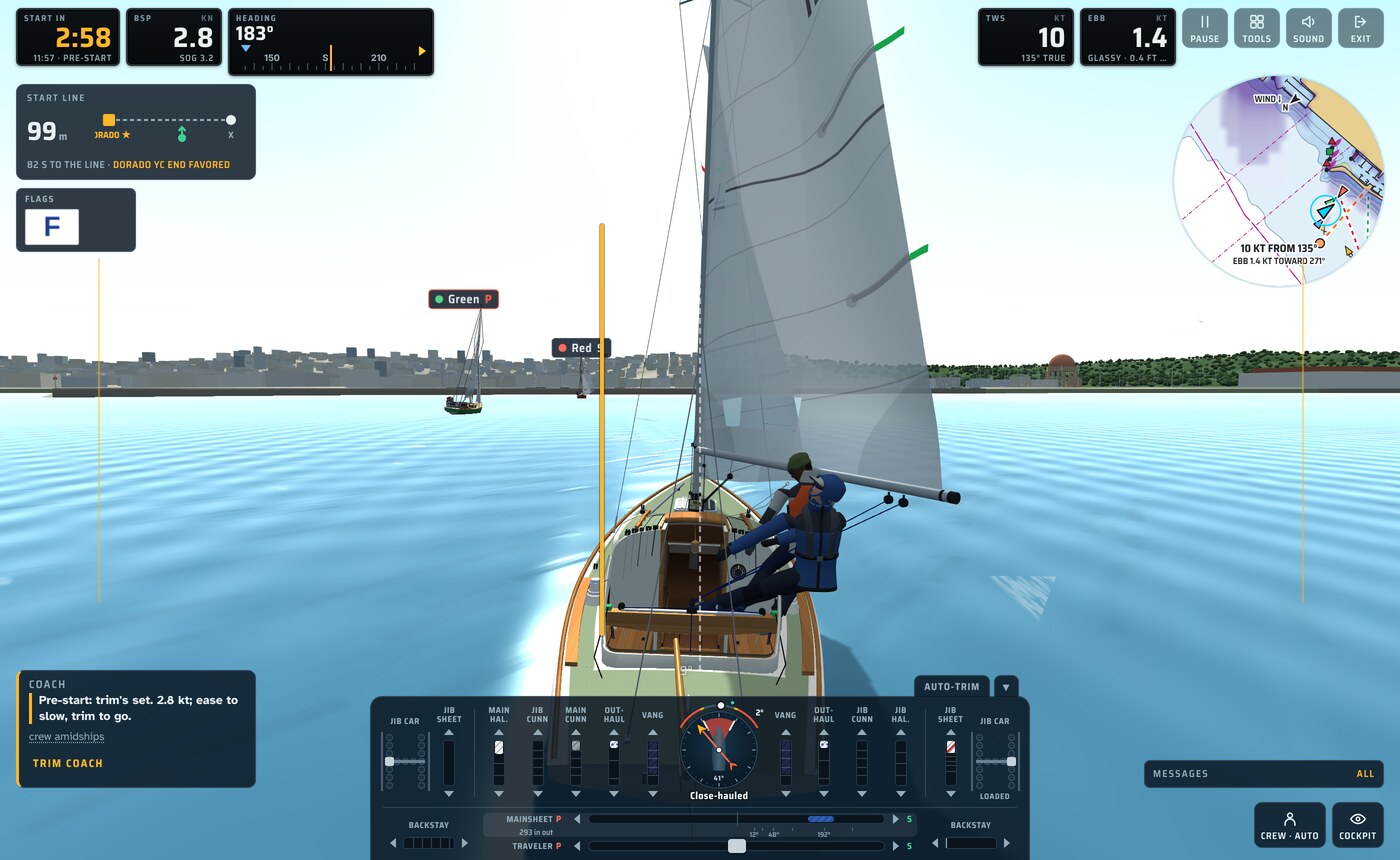 START IN
2:58
11:57 · PRE-START
BSP KN
2.8
SOG 3.2
HEADING
183°
150 S 210
TWS KT
10
135° TRUE
EBB KT
1.4
GLASSY · 0.4 FT …
PAUSE
TOOLS
SOUND
EXIT
START LINE
99 m
ORADO ★ X
82 S TO THE LINE · DORADO YC END FAVORED
FLAGS
F
WIND
N
10 KT FROM 135°
EBB 1.4 KT TOWARD 271°
Green P
Red S
COACH
Pre-start: trim's set. 2.8 kt; ease to
slow, trim to go.
crew amidships
TRIM COACH
AUTO-TRIM ▼
JIB CAR
JIB SHEET
MAIN HAL.
JIB CUNN
MAIN CUNN
OUT-HAUL
VANG
2°
41°
Close-hauled
VANG
OUT-HAUL
JIB CUNN
JIB HAL.
JIB SHEET
JIB CAR
LOADED
BACKSTAY
MAINSHEET P S
293 in out
12° 48° 192°
TRAVELER P S
BACKSTAY
MESSAGES ALL
CREW · AUTO
COCKPIT